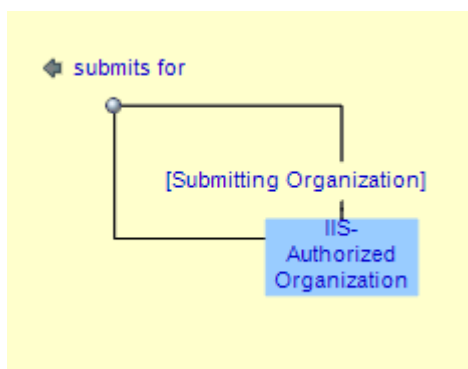 submits for
[Submitting Organization]
IIS-
Authorized
Organization